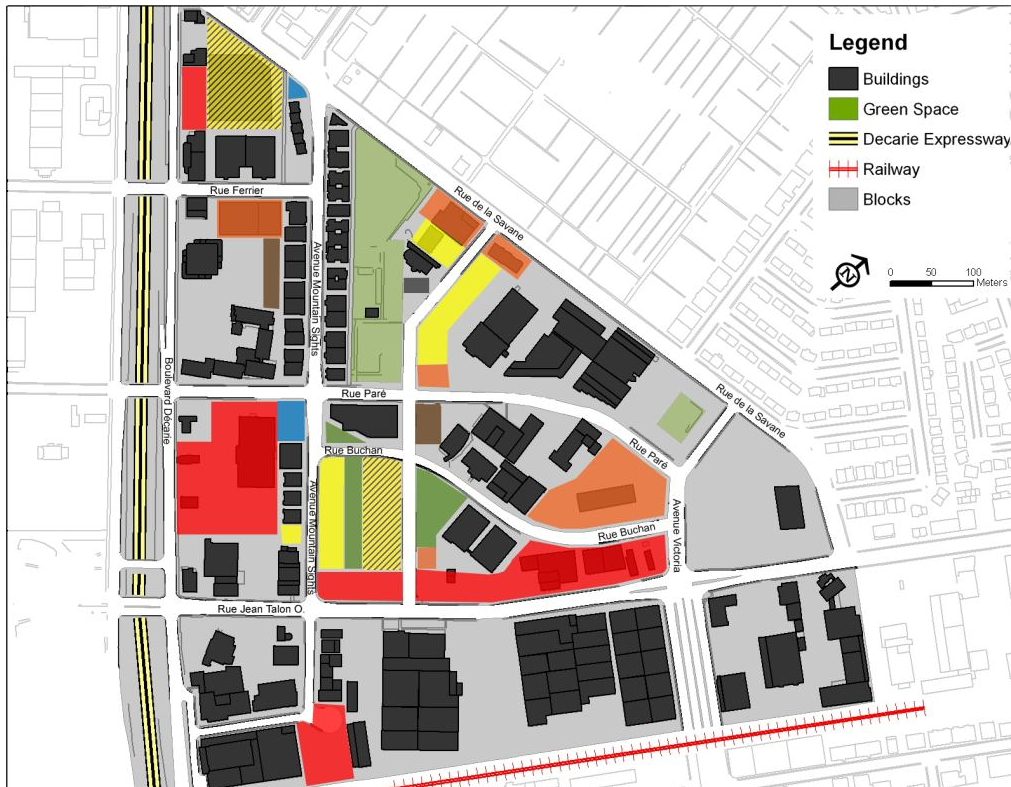 Legend
Buildings
Green Space
Decarie Expressway
Railway
Blocks
N
0 50 100
Meters
Rue Ferrier
Rue de la Savane
Avenue Mountain Sights
Boulevard Décarie
Rue Paré
Rue de la Savane
Rue Buchan
Rue Paré
Avenue Mountain Sights
Avenue Victoria
Rue Buchan
Rue Jean Talon O.